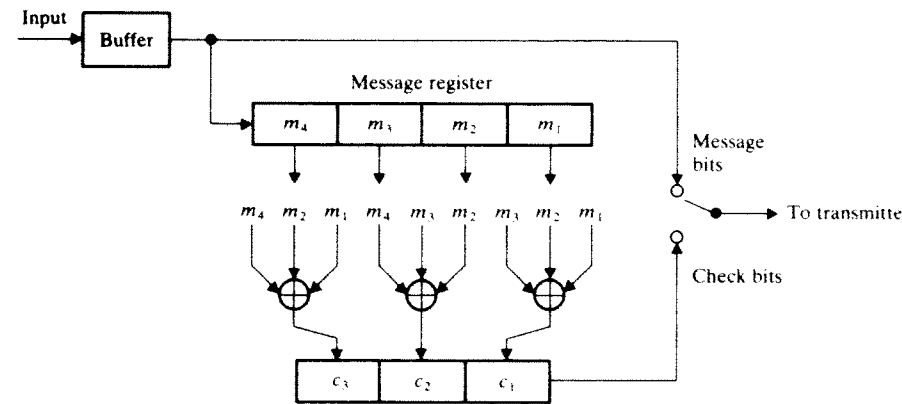 Input
Buffer
Message register
m₄ m₃ m₂ m₁
Message
bits
m₄ m₂ m₁ m₄ m₃ m₂ m₃ m₂ m₁
To transmitte
Check bits
c₃ c₂ c₁